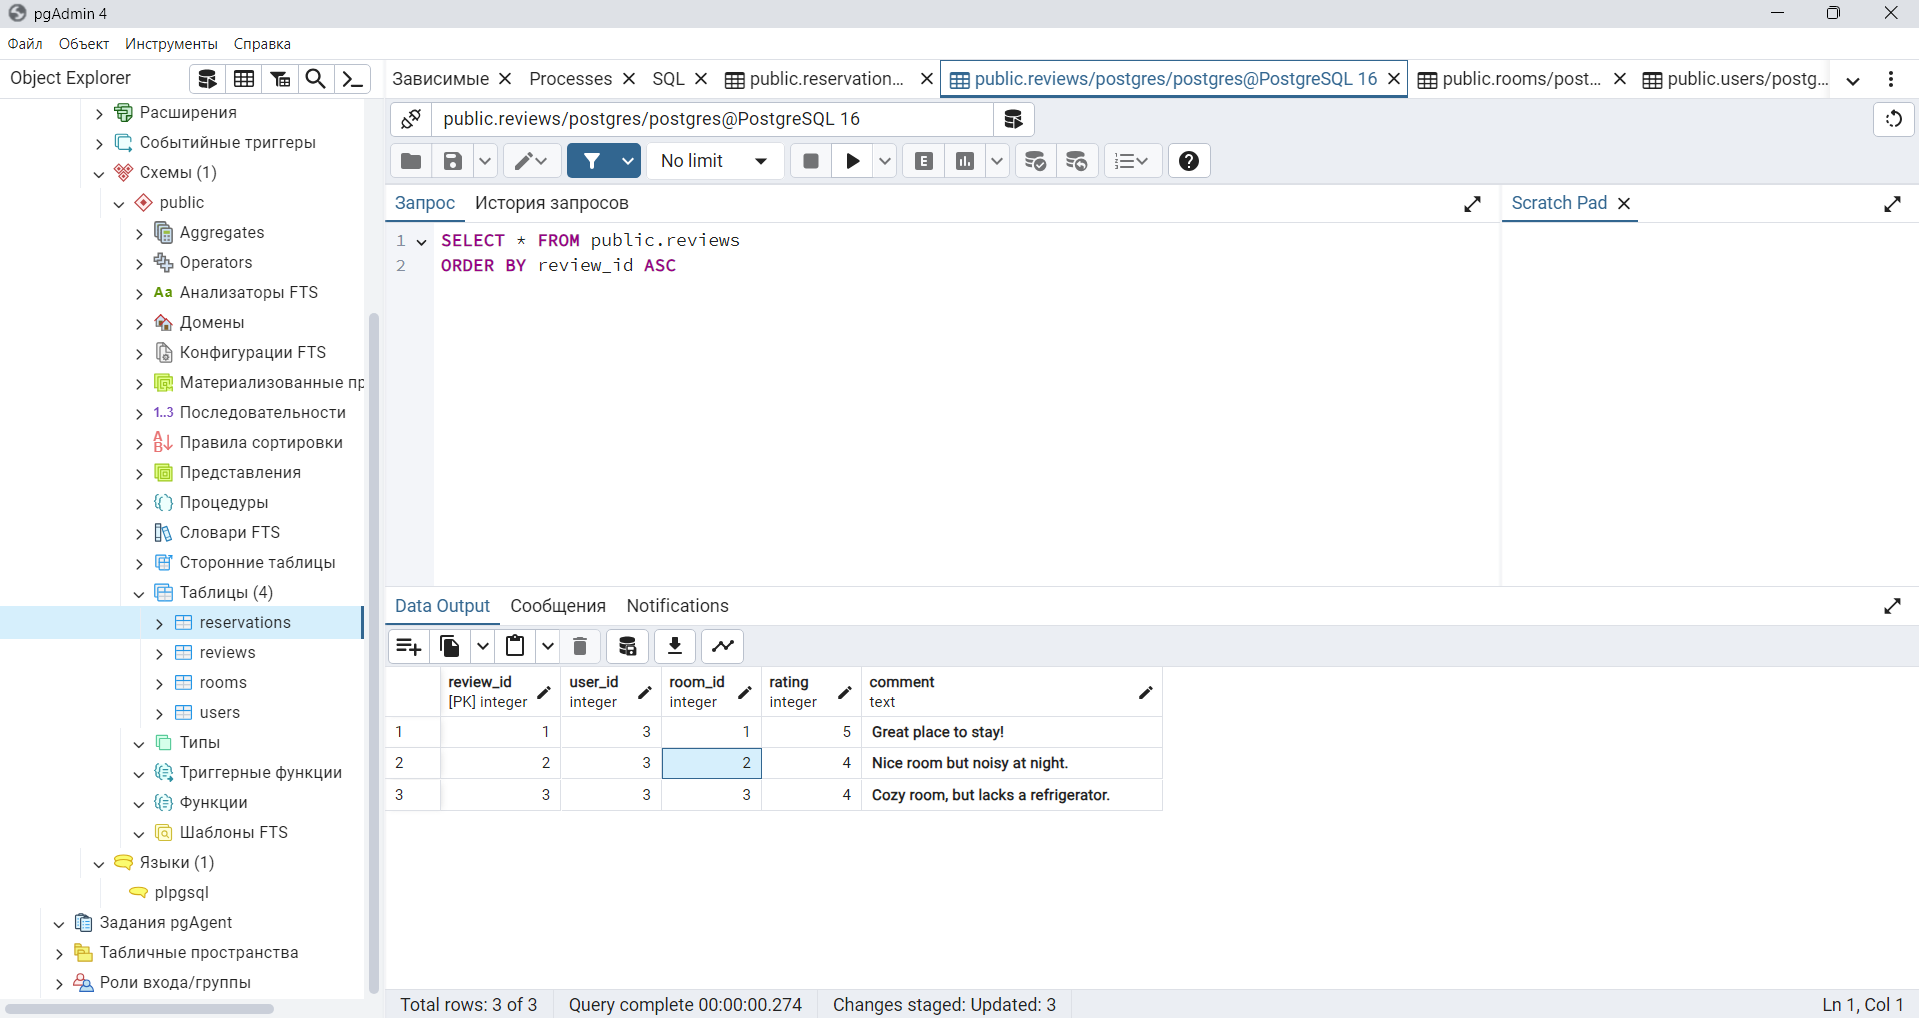 pgAdmin 4
Файл Объект Инструменты Справка
Object Explorer
Зависимые Processes SQL public.reservation... public.reviews/postgres/postgres@PostgreSQL 16 public.rooms/post... public.users/postg...
public.reviews/postgres/postgres@PostgreSQL 16
No limit
E
Запрос История запросов
Scratch Pad
1 SELECT * FROM public.reviews
2 ORDER BY review_id ASC
Расширения
Событийные триггеры
Схемы (1)
public
Aggregates
Operators
Aa Анализаторы FTS
Домены
Конфигурации FTS
Материализованные пр
1..3 Последовательности
Правила сортировки
Представления
Процедуры
Словари FTS
Сторонние таблицы
Таблицы (4)
reservations
reviews
rooms
users
Типы
Триггерные функции
Функции
Шаблоны FTS
Языки (1)
plpgsql
Задания pgAgent
Табличные пространства
Роли входа/группы
Data Output Сообщения Notifications
review_id user_id room_id rating comment
[PK] integer integer integer integer text
1 1 3 1 5 Great place to stay!
2 2 3 2 4 Nice room but noisy at night.
3 3 3 3 4 Cozy room, but lacks a refrigerator.
Total rows: 3 of 3 Query complete 00:00:00.274 Changes staged: Updated: 3 Ln 1, Col 1